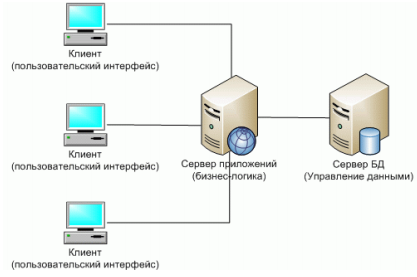 Клиент
(пользовательский интерфейс)
Клиент
(пользовательский интерфейс)
Сервер приложений
(бизнес-логика)
Сервер БД
(Управление данными)
Клиент
(пользовательский интерфейс)